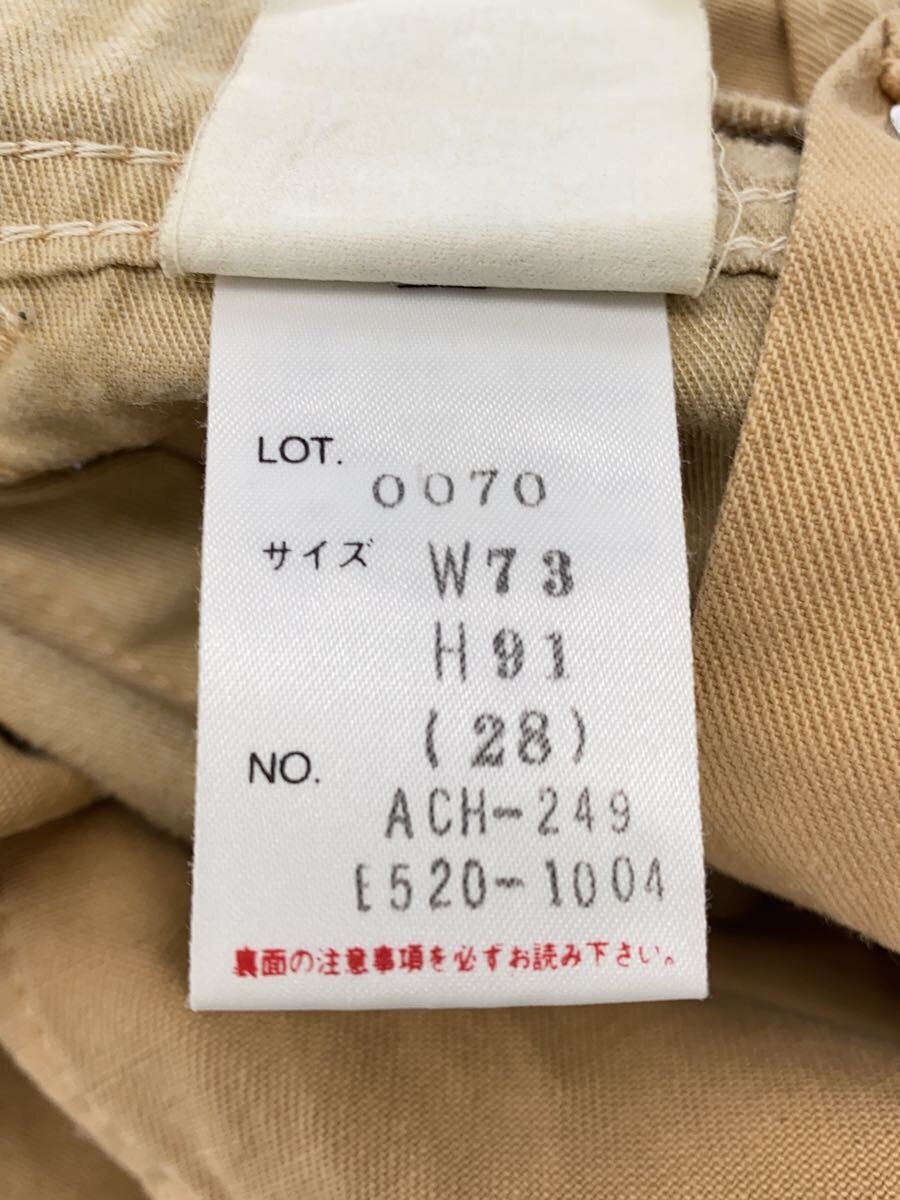 LOT.
0070
サイズ W73
H91
(28)
NO.
ACH-249
E520-1004
裏面の注意事項を必ずお読み下さい。